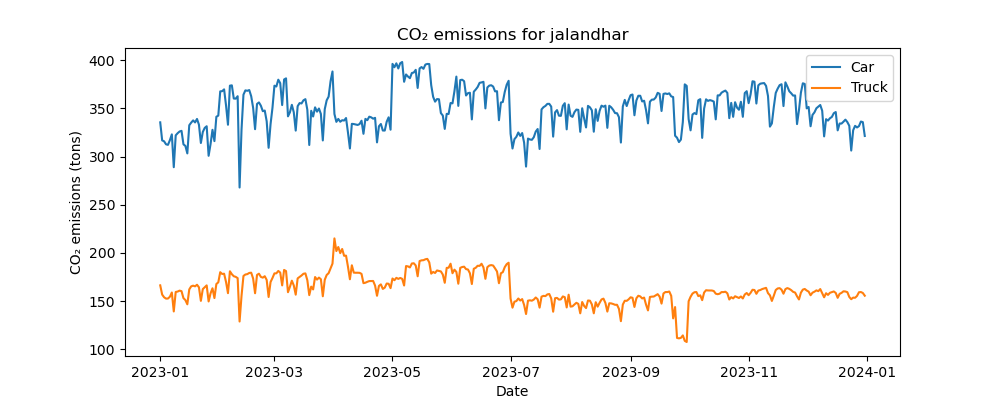 CO₂ emissions for jalandhar
Car
Truck
CO₂ emissions (tons)
400
350
300
250
200
150
100
2023-01 2023-03 2023-05 2023-07 2023-09 2023-11 2024-01
Date